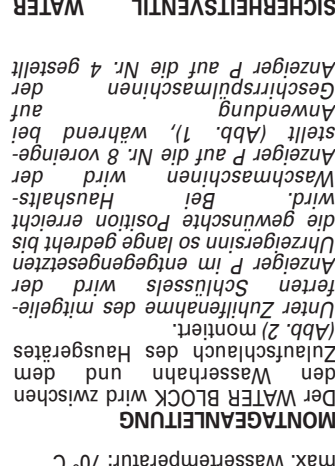 max. Wassertemperatur: 70° C
MONTAGEANLEITUNG
Der WATER BLOCK wird zwischen
den Wasserhahn und dem
Zulaufschlauch des Hausgerätes
(Abb. 2) montiert.
Unter Zuhilfenahme des mitgelie-
ferten Schlüssels wird der
Anzeiger P im entgegengesetzten
Uhrzeigersinn so lange gedreht bis
die gewünschte Position erreicht
wird. Bei Haushalts-
Waschmaschinen wird der
Anzeiger P auf die Nr. 8 voreinge-
stellt (Abb. 1), während bei
Anwendung auf
Geschirrspülmaschinen der
Anzeiger P auf die Nr. 4 gestellt
SICHERHEITSVENTIL WATER